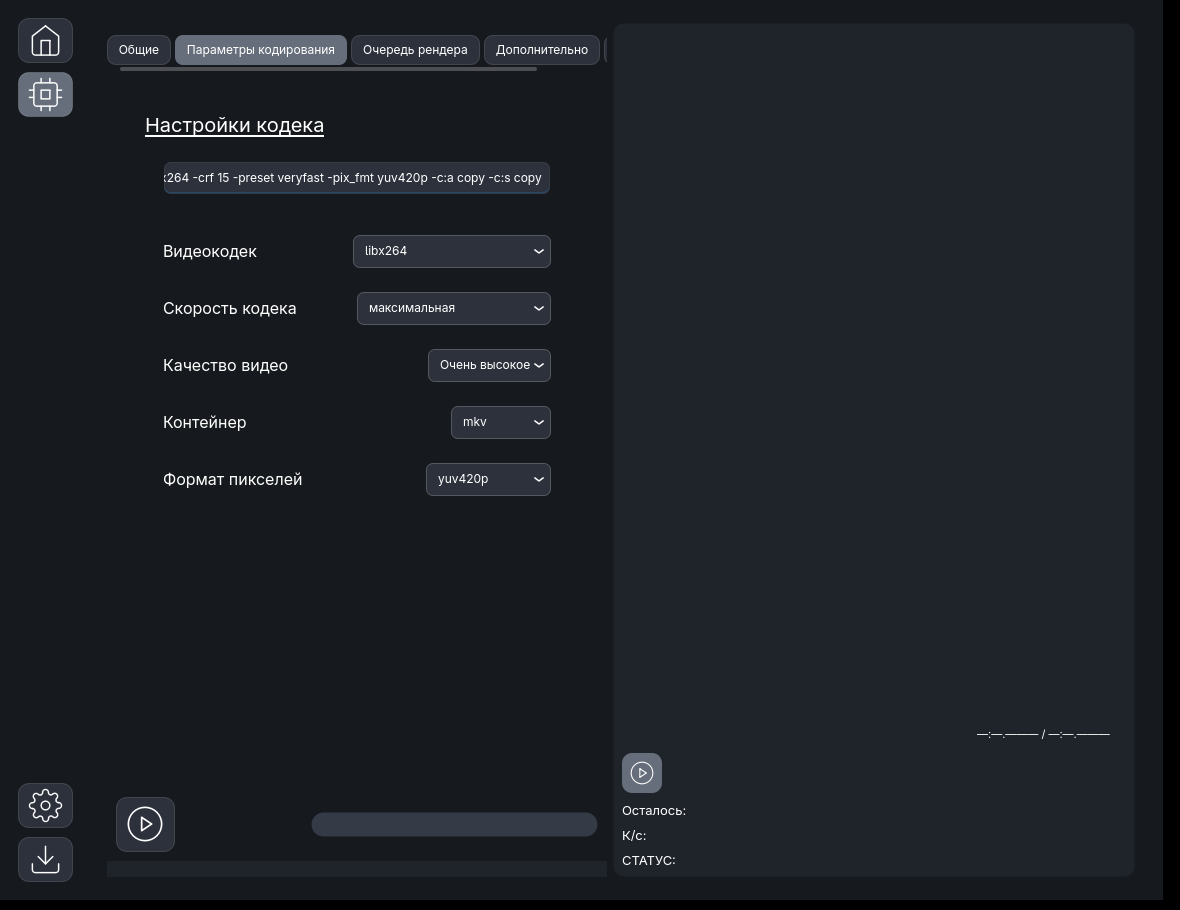 Общие
Параметры кодирования
Очередь рендера
Дополнительно
Настройки кодека
x264 -crf 15 -preset veryfast -pix_fmt yuv420p -c:a copy -c:s copy
Видеокодек
libx264
Скорость кодека
максимальная
Качество видео
Очень высокое
Контейнер
mkv
Формат пикселей
yuv420p
—:—.——— / —:—.———
Осталось:
К/с:
СТАТУС: